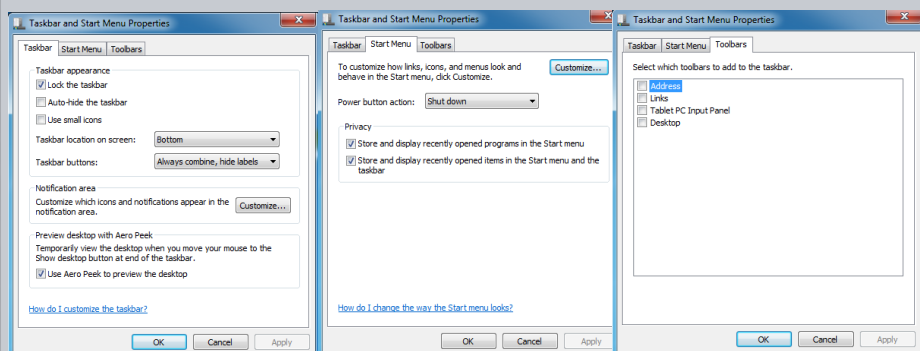 Taskbar and Start Menu Properties
Taskbar Start Menu Toolbars
Taskbar appearance
Lock the taskbar
Auto-hide the taskbar
Use small icons
Taskbar location on screen: Bottom
Taskbar buttons: Always combine, hide labels
Notification area
Customize which icons and notifications appear in the
notification area.
Customize...
Preview desktop with Aero Peek
Temporarily view the desktop when you move your mouse to the
Show desktop button at end of the taskbar.
Use Aero Peek to preview the desktop
How do I customize the taskbar?
OK Cancel Apply
Taskbar and Start Menu Properties
Taskbar Start Menu Toolbars
To customize how links, icons, and menus look and
behave in the Start menu, click Customize.
Customize...
Power button action: Shut down
Privacy
Store and display recently opened programs in the Start menu
Store and display recently opened items in the Start menu and the
taskbar
How do I change the way the Start menu looks?
OK Cancel Apply
Taskbar and Start Menu Properties
Taskbar Start Menu Toolbars
Select which toolbars to add to the taskbar.
Address
Links
Tablet PC Input Panel
Desktop
OK Cancel Apply